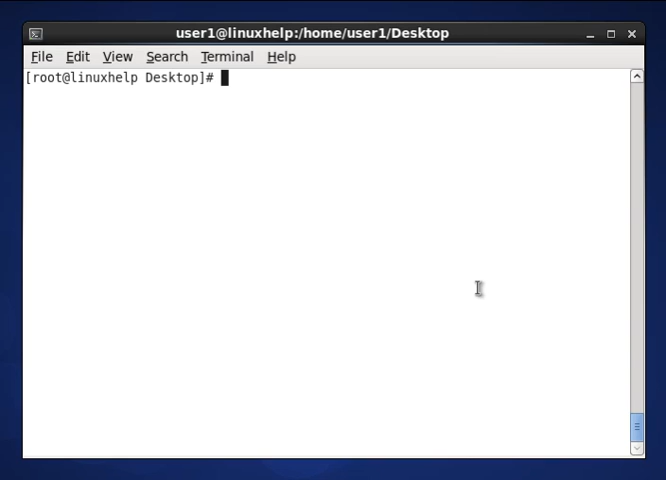 user1@linuxhelp:/home/user1/Desktop
File Edit View Search Terminal Help
[root@linuxhelp Desktop]#